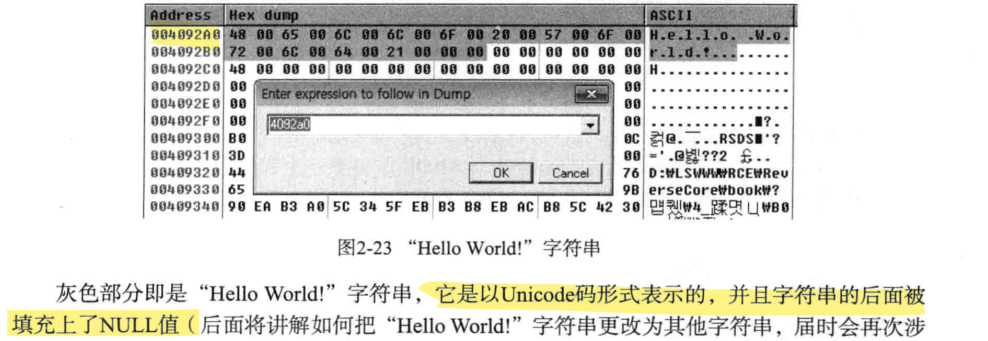 Address Hex dump ASCII
004092A0 48 00 65 00 6C 00 6C 00 6F 00 20 00 57 00 6F 00 H.e.l.l.o. .W.o.
004092B0 72 00 6C 00 64 00 21 00 00 00 00 00 00 00 00 00 r.l.d.!.........
004092C0 48 00 00 00 00 00 00 00 00 00 00 00 00 00 00 00 H...............
004092D0 00 00 ................
004092E0 00 00 ................
004092F0 00 00 ............■?.
00409300 B0 0C 컭@. ...RSDS■'?
00409310 3D 00 ='.@벯??2 £..
00409320 44 76 D:₩LSWWW₩RCE₩Rev
00409330 65 9B erseCore₩book₩?
00409340 90 EA B3 A0 5C 34 5F EB B3 B8 EB AC B8 5C 42 30 ₩4_ ₩B0
Enter expression to follow in Dump
4092a0
OK Cancel
图2-23 “Hello World!”字符串
灰色部分即是“Hello World!”字符串，它是以Unicode码形式表示的，并且字符串的后面被
填充上了NULL值（后面将讲解如何把“Hello World!”字符串更改为其他字符串，届时会再次涉